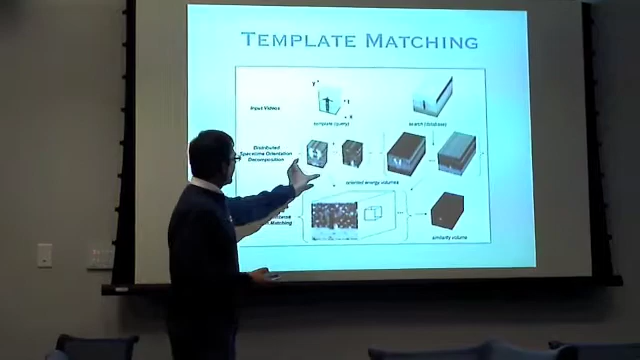 TEMPLATE MATCHING
Input Videos
template (query)
search (database)
Distributed
Spacetime Orientation
Decomposition
oriented energy volumes
Matching
similarity volume